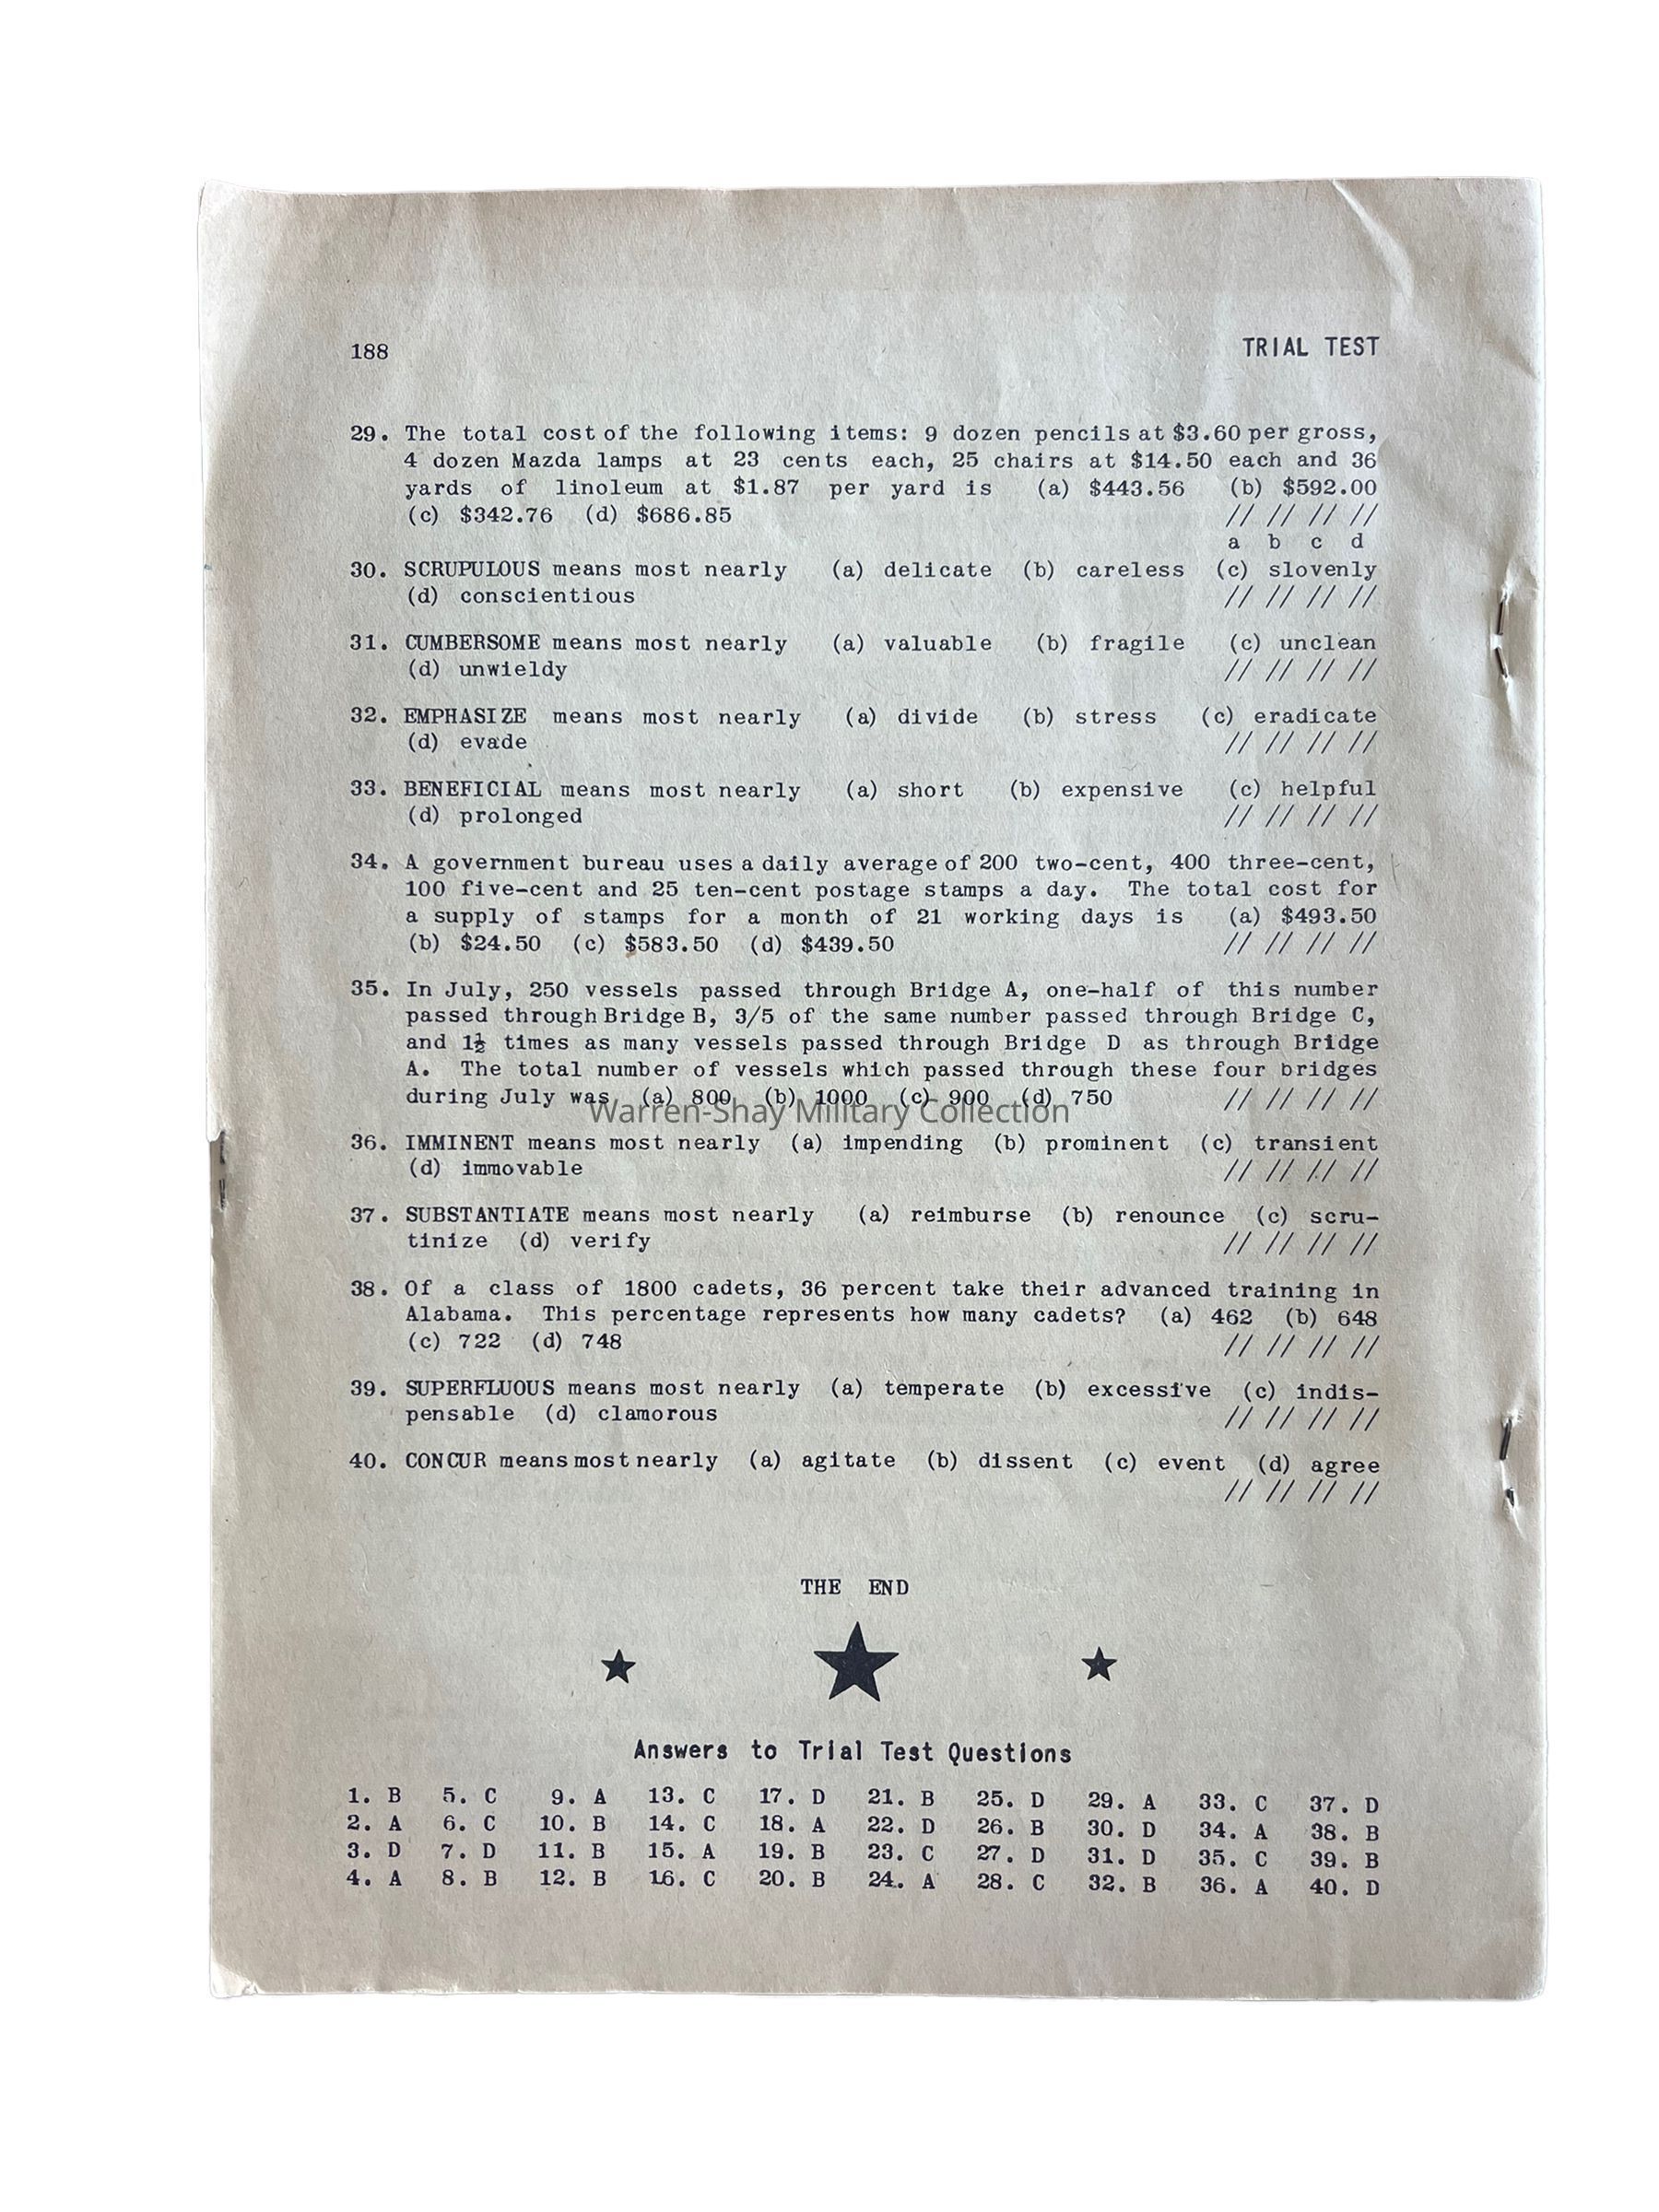 188 TRIAL TEST
29. The total cost of the following items: 9 dozen pencils at $3.60 per gross,
4 dozen Mazda lamps at 23 cents each, 25 chairs at $14.50 each and 36
yards of linoleum at $1.87 per yard is (a) $443.56 (b) $592.00
(c) $342.76 (d) $686.85 // // // //
a b c d
30. SCRUPULOUS means most nearly (a) delicate (b) careless (c) slovenly
(d) conscientious // // // //
31. CUMBERSOME means most nearly (a) valuable (b) fragile (c) unclean
(d) unwieldy // // // //
32. EMPHASIZE means most nearly (a) divide (b) stress (c) eradicate
(d) evade // // // //
33. BENEFICIAL means most nearly (a) short (b) expensive (c) helpful
(d) prolonged // // // //
34. A government bureau uses a daily average of 200 two-cent, 400 three-cent,
100 five-cent and 25 ten-cent postage stamps a day. The total cost for
a supply of stamps for a month of 21 working days is (a) $493.50
(b) $24.50 (c) $583.50 (d) $439.50 // // // //
35. In July, 250 vessels passed through Bridge A, one-half of this number
passed through Bridge B, 3/5 of the same number passed through Bridge C,
and 1½ times as many vessels passed through Bridge D as through Bridge
A. The total number of vessels which passed through these four bridges
during July was (a) 800 (b) 1000 (c) 900 (d) 750 // // // //
Warren-Shay Military Collection
36. IMMINENT means most nearly (a) impending (b) prominent (c) transient
(d) immovable // // // //
37. SUBSTANTIATE means most nearly (a) reimburse (b) renounce (c) scru-
tinize (d) verify // // // //
38. Of a class of 1800 cadets, 36 percent take their advanced training in
Alabama. This percentage represents how many cadets? (a) 462 (b) 648
(c) 722 (d) 748 // // // //
39. SUPERFLUOUS means most nearly (a) temperate (b) excessive (c) indis-
pensable (d) clamorous // // // //
40. CONCUR means most nearly (a) agitate (b) dissent (c) event (d) agree
// // // //
THE END
Answers to Trial Test Questions
1. B 5. C 9. A 13. C 17. D 21. B 25. D 29. A 33. C 37. D
2. A 6. C 10. B 14. C 18. A 22. D 26. B 30. D 34. A 38. B
3. D 7. D 11. B 15. A 19. B 23. C 27. D 31. D 35. C 39. B
4. A 8. B 12. B 16. C 20. B 24. A 28. C 32. B 36. A 40. D